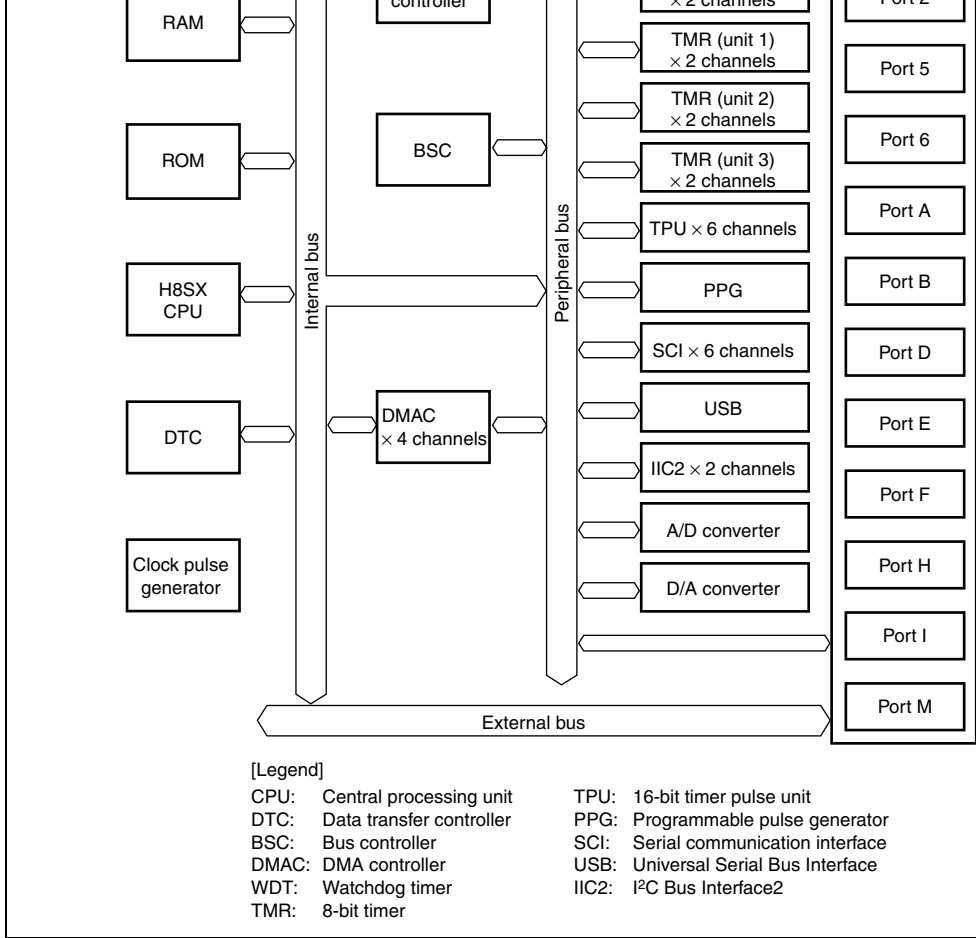 RAM
ROM
H8SX
CPU
DTC
Clock pulse
generator
Internal bus
controller
BSC
DMAC
× 4 channels
Peripheral bus
× 2 channels
TMR (unit 1)
× 2 channels
TMR (unit 2)
× 2 channels
TMR (unit 3)
× 2 channels
TPU × 6 channels
PPG
SCI × 6 channels
USB
IIC2 × 2 channels
A/D converter
D/A converter
Port 2
Port 5
Port 6
Port A
Port B
Port D
Port E
Port F
Port H
Port I
Port M
External bus
[Legend]
CPU: Central processing unit
DTC: Data transfer controller
BSC: Bus controller
DMAC: DMA controller
WDT: Watchdog timer
TMR: 8-bit timer
TPU: 16-bit timer pulse unit
PPG: Programmable pulse generator
SCI: Serial communication interface
USB: Universal Serial Bus Interface
IIC2: I²C Bus Interface2